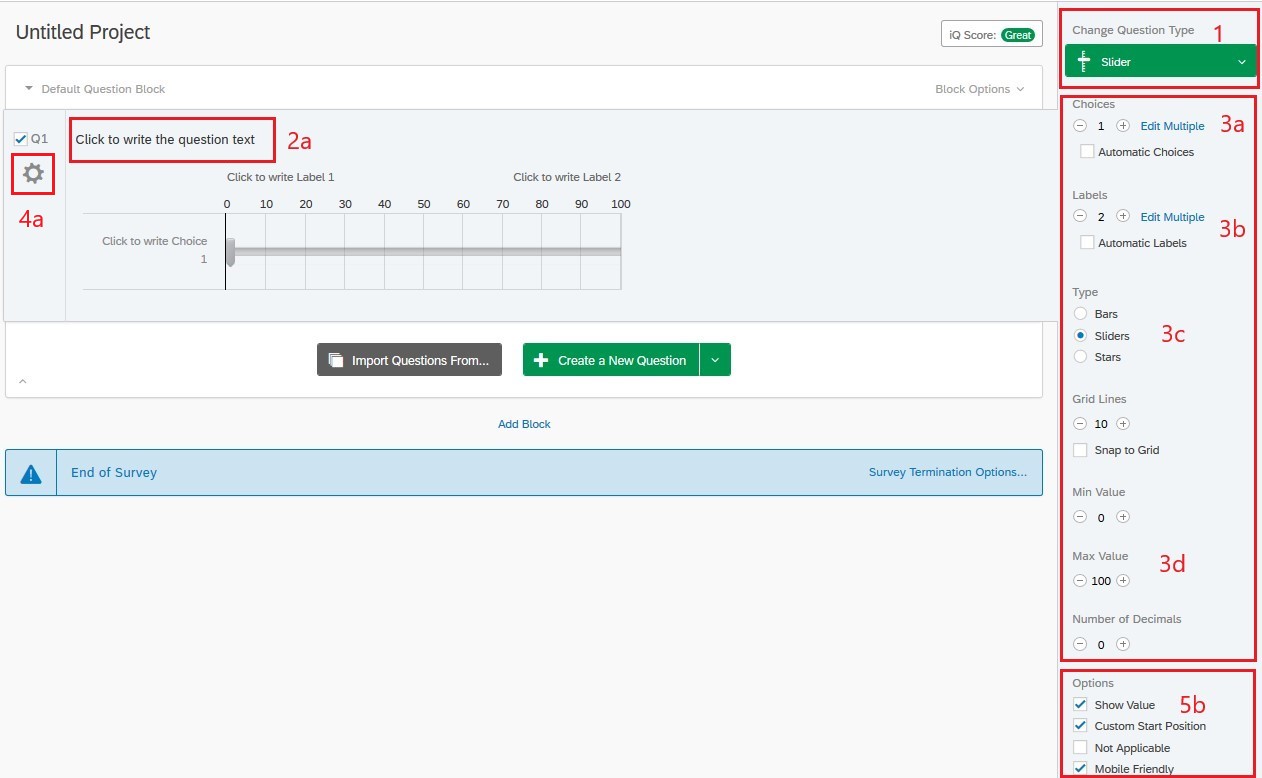 Untitled Project
iQ Score: Great
Default Question Block
Block Options
Q1
Click to write the question text
2a
4a
Click to write Label 1
Click to write Label 2
0 10 20 30 40 50 60 70 80 90 100
Click to write Choice
1
Import Questions From...
Create a New Question
Add Block
End of Survey
Survey Termination Options...
Change Question Type
1
Slider
Choices
1 Edit Multiple
3a
Automatic Choices
Labels
2 Edit Multiple
3b
Automatic Labels
Type
Bars
Sliders
3c
Stars
Grid Lines
10
Snap to Grid
Min Value
0
Max Value
3d
100
Number of Decimals
0
Options
Show Value
5b
Custom Start Position
Not Applicable
Mobile Friendly